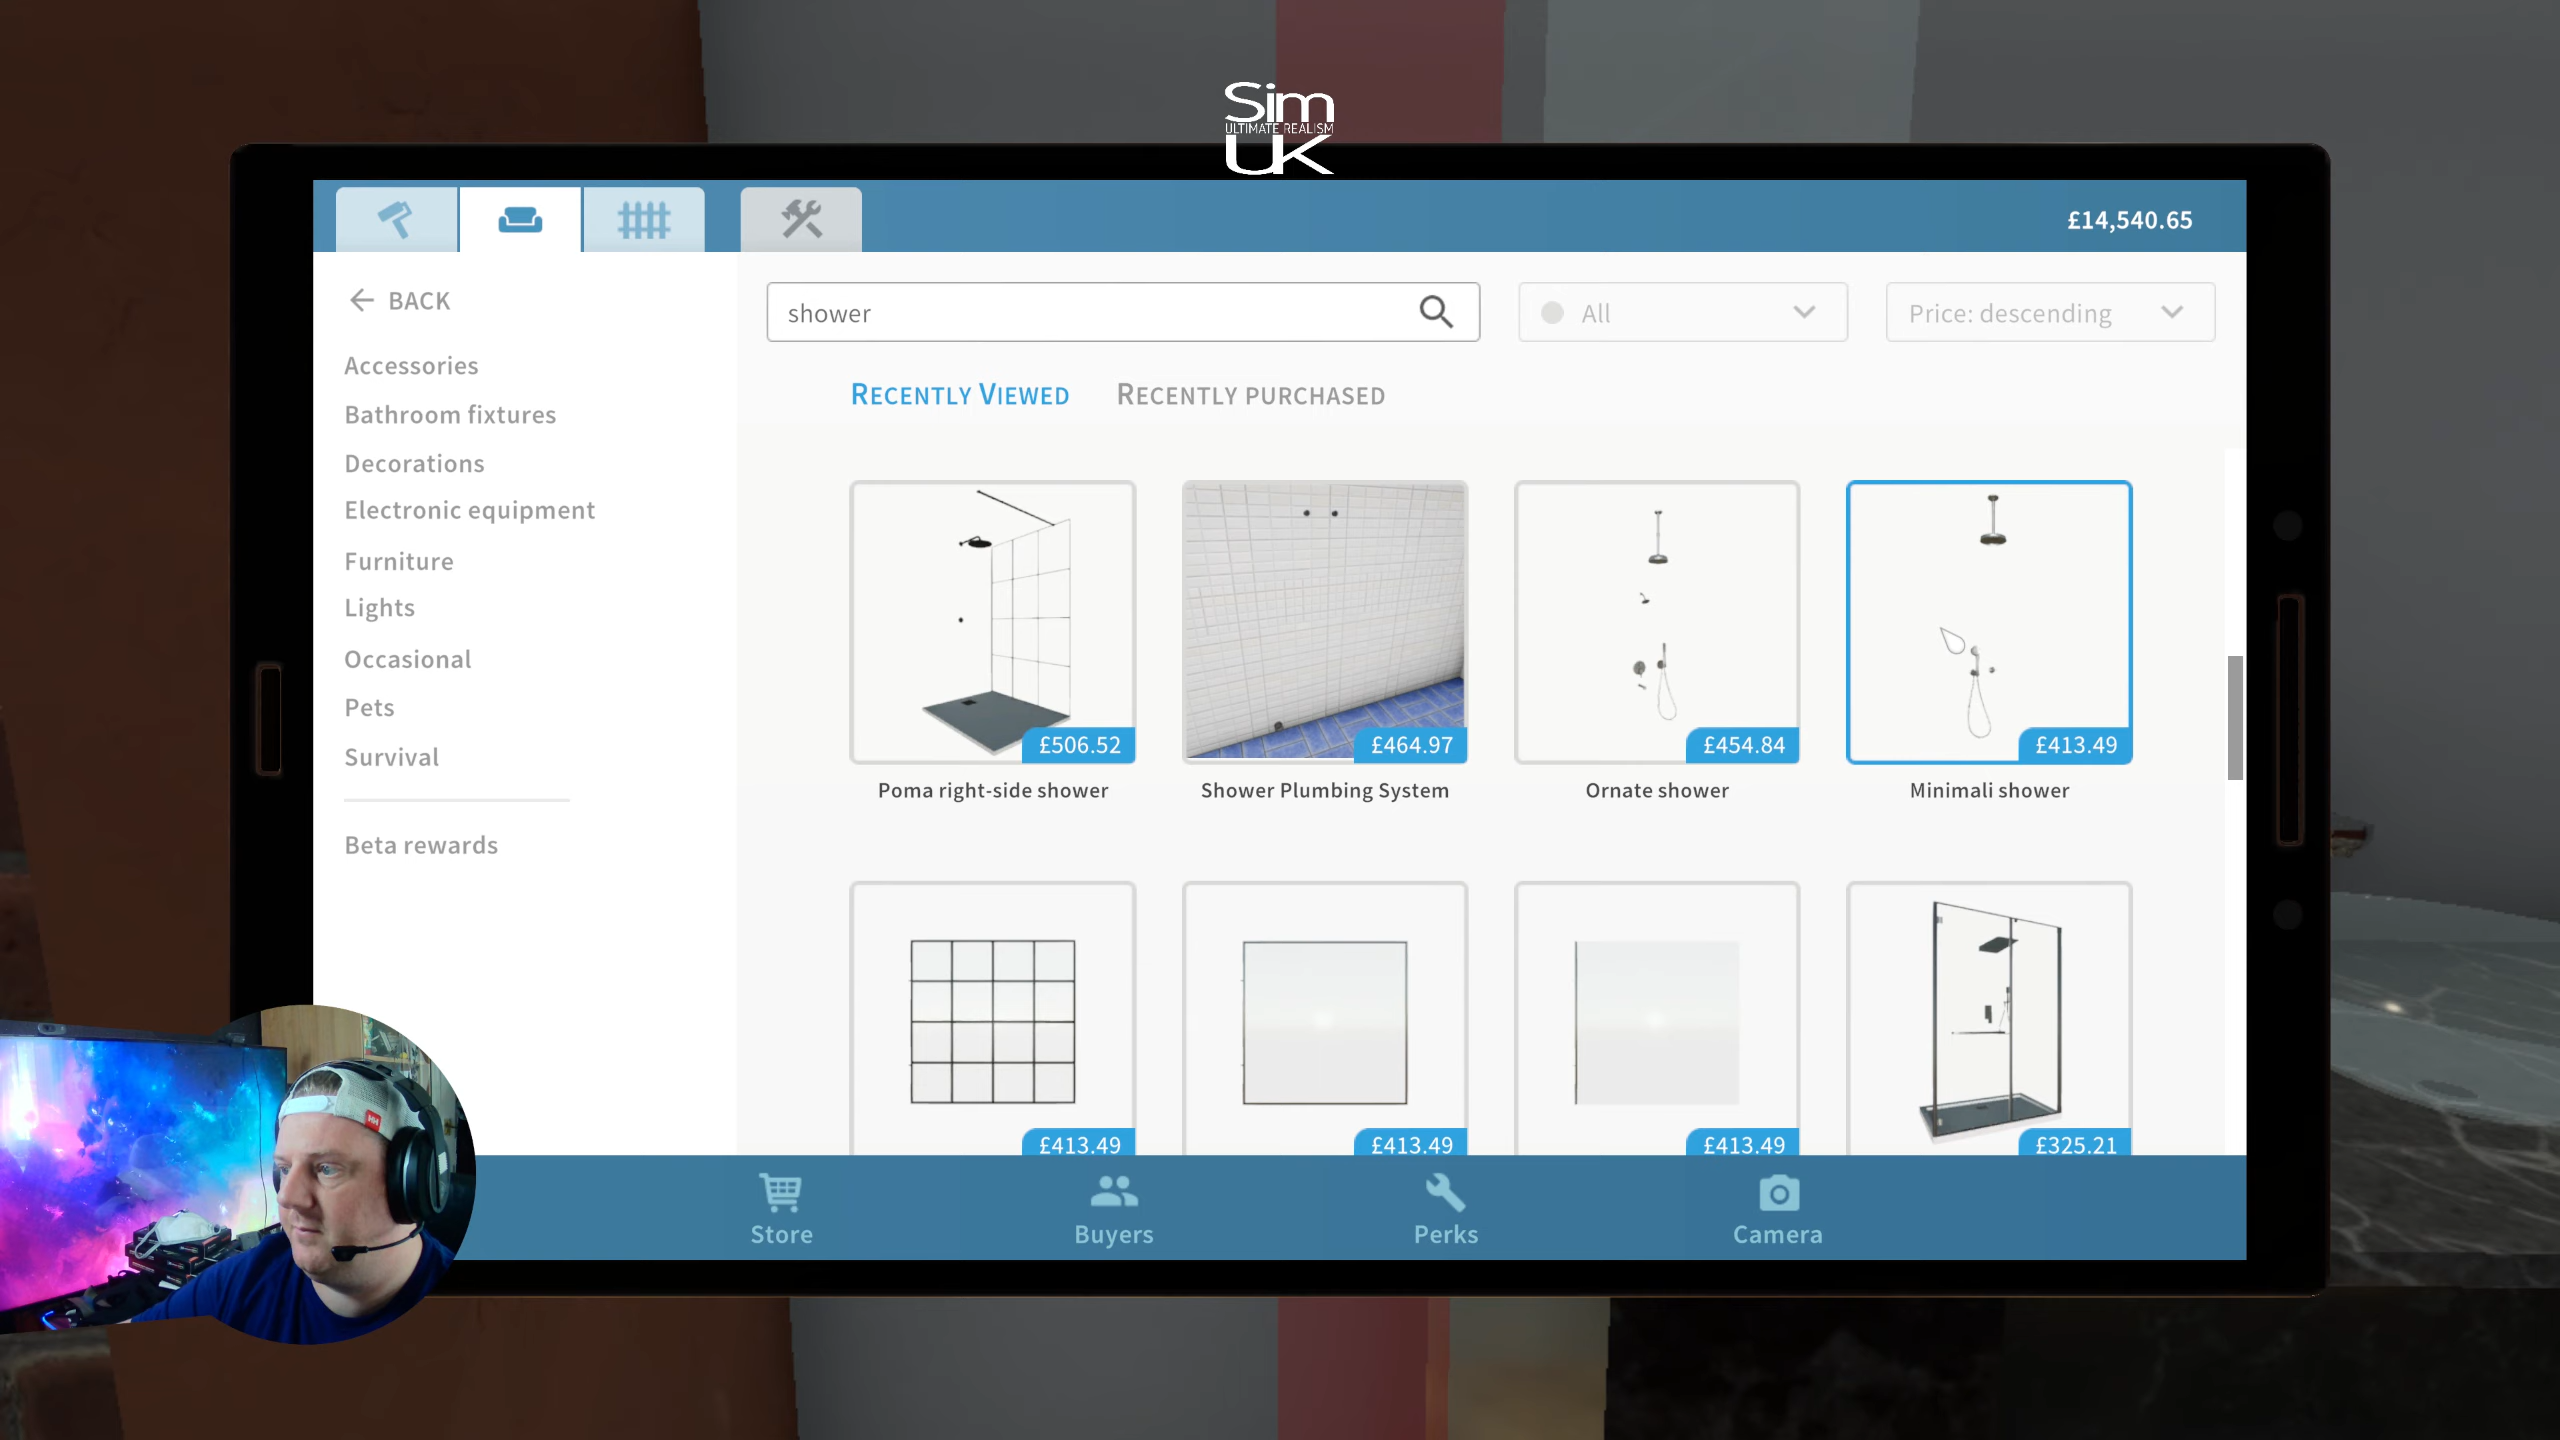 Sim
ULTIMATE REALISM
UK
£14,540.65
BACK
shower
All
Price: descending
Accessories
Bathroom fixtures
Decorations
Electronic equipment
Furniture
Lights
Occasional
Pets
Survival
Beta rewards
RECENTLY VIEWED
RECENTLY PURCHASED
£506.52
£464.97
£454.84
£413.49
Poma right-side shower
Shower Plumbing System
Ornate shower
Minimali shower
£413.49
£413.49
£413.49
£325.21
Store
Buyers
Perks
Camera
HH